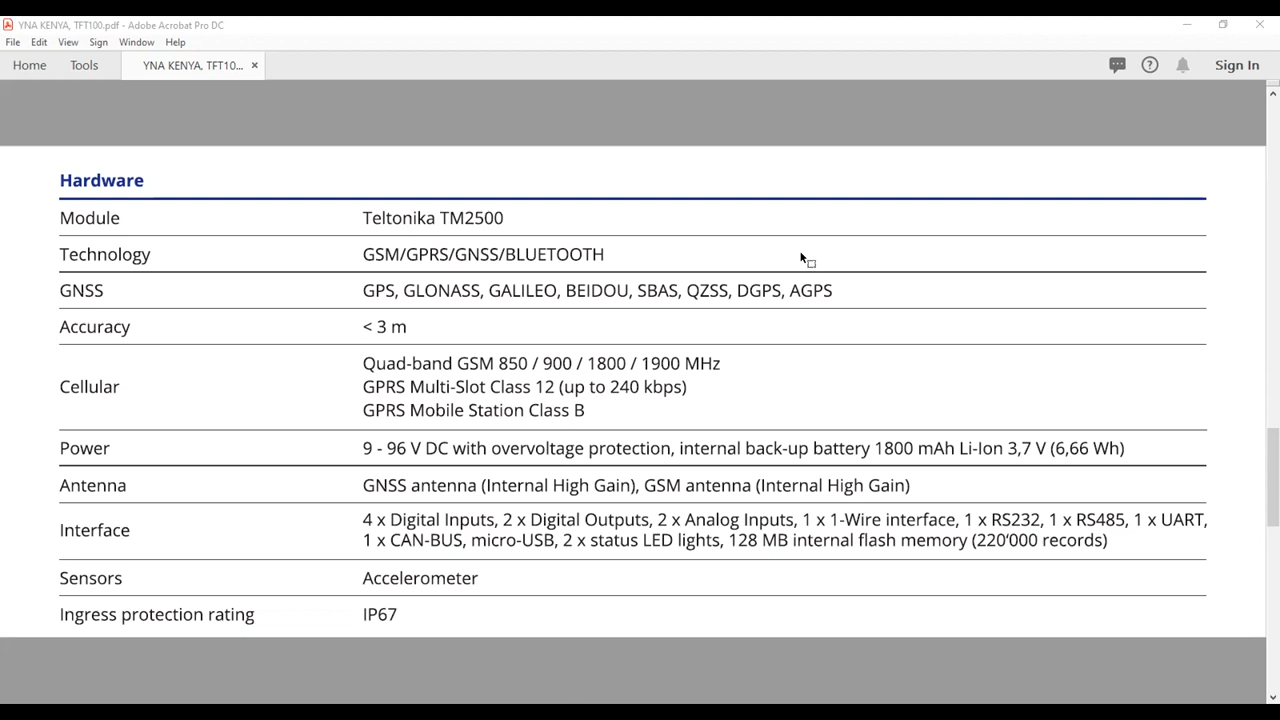 YNA KENYA, TFT100.pdf - Adobe Acrobat Pro DC
File Edit View Sign Window Help
Home Tools YNA KENYA, TFT10... × Sign In
Hardware
Module Teltonika TM2500
Technology GSM/GPRS/GNSS/BLUETOOTH
GNSS GPS, GLONASS, GALILEO, BEIDOU, SBAS, QZSS, DGPS, AGPS
Accuracy < 3 m
Cellular Quad-band GSM 850 / 900 / 1800 / 1900 MHz
GPRS Multi-Slot Class 12 (up to 240 kbps)
GPRS Mobile Station Class B
Power 9 - 96 V DC with overvoltage protection, internal back-up battery 1800 mAh Li-Ion 3,7 V (6,66 Wh)
Antenna GNSS antenna (Internal High Gain), GSM antenna (Internal High Gain)
Interface 4 x Digital Inputs, 2 x Digital Outputs, 2 x Analog Inputs, 1 x 1-Wire interface, 1 x RS232, 1 x RS485, 1 x UART,
1 x CAN-BUS, micro-USB, 2 x status LED lights, 128 MB internal flash memory (220‘000 records)
Sensors Accelerometer
Ingress protection rating IP67